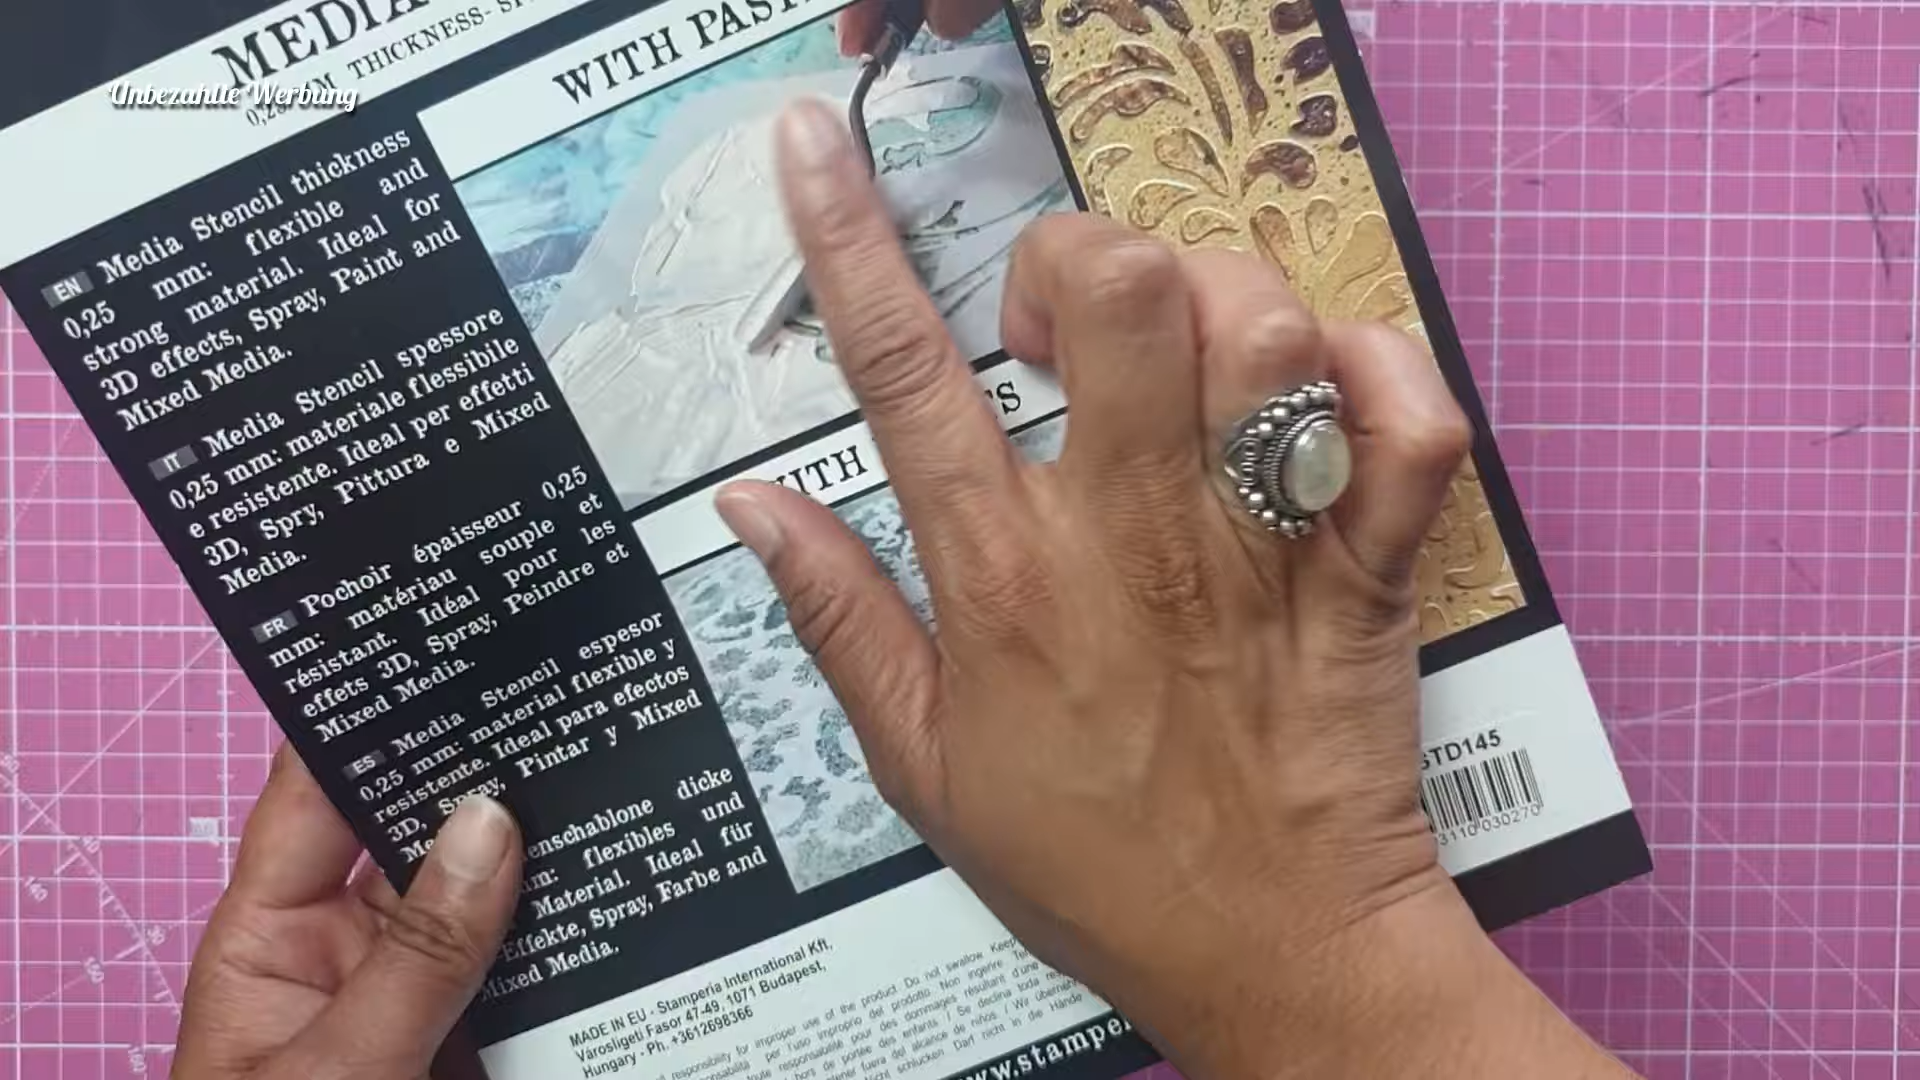 MEDIA
THICKNESS-
Unbezahlte Werbung
WITH
EN Media Stencil thickness
0,25 mm: flexible and
strong material. Ideal for
3D effects, Spray, Paint and
Mixed Media.
IT Media Stencil spessore
0,25 mm: materiale flessibile
e resistente. Ideal per effetti
3D, Spry, Pittura e Mixed
Media.
FR Pochoir épaisseur 0,25
mm: matériau souple et
résistant. Idéal pour les
effets 3D, Spray, Peindre et
Mixed Media.
ES Media Stencil espesor
0,25 mm: material flexible y
resistente. Ideal para efectos
3D, Spray, Pintar y Mixed
dicke
flexibles und
Material. Ideal für
-Effekte, Spray, Farbe and
Mixed Media.
STD145
MADE IN EU - Stamperia International Kft,
Városligeti Fasor 47-49, 1071 Budapest,
Hungary - Ph. +3612698366